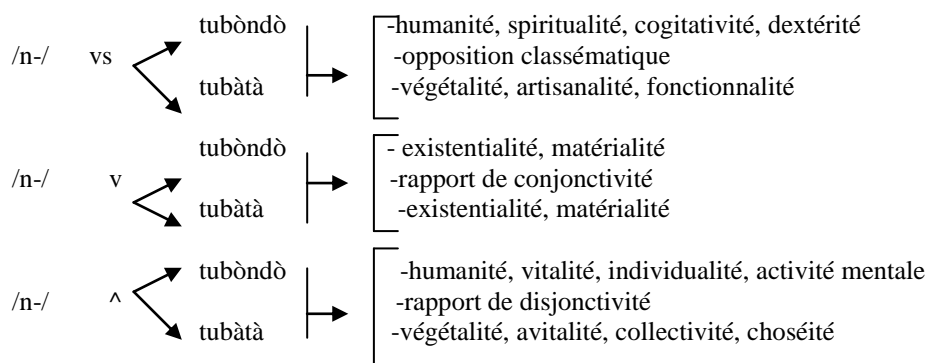 tubòndò -humanité, spiritualité, cogitativité, dextérité
/n-/ vs -opposition classématique
tubàtà -végétalité, artisanalité, fonctionnalité
tubòndò - existentialité, matérialité
/n-/ v -rapport de conjonctivité
tubàtà -existentialité, matérialité
tubòndò -humanité, vitalité, individualité, activité mentale
/n-/ ^ -rapport de disjonctivité
tubàtà -végétalité, avitalité, collectivité, choséité